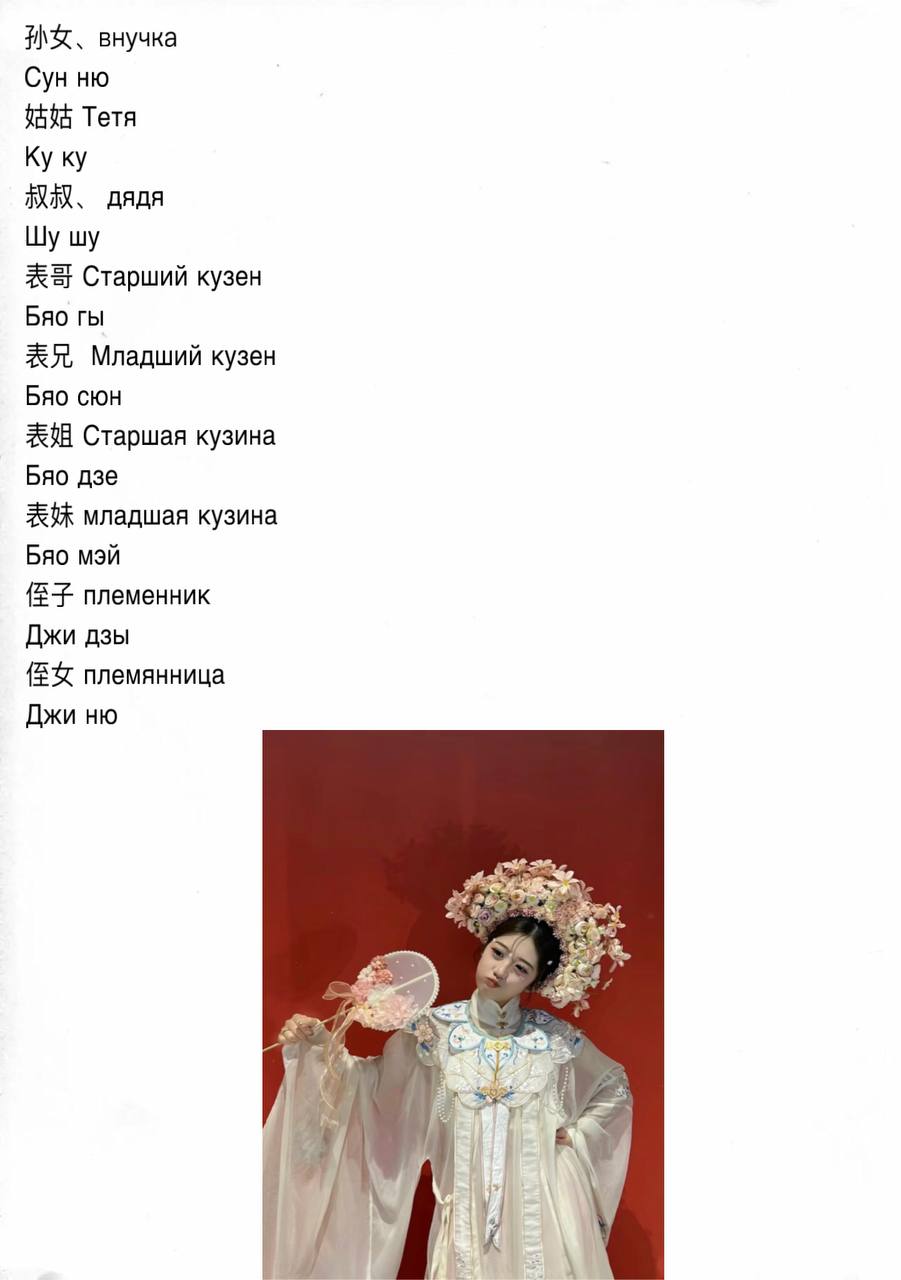 孙女、внучка
Сун ню
姑姑 Тетя
Ку ку
叔叔、 дядя
Шу шу
表哥 Старший кузен
Бяо гы
表兄 Младший кузен
Бяо сюн
表姐 Старшая кузина
Бяо дзе
表妹 младшая кузина
Бяо мэй
侄子 племенник
Джи дзы
侄女 племянница
Джи ню